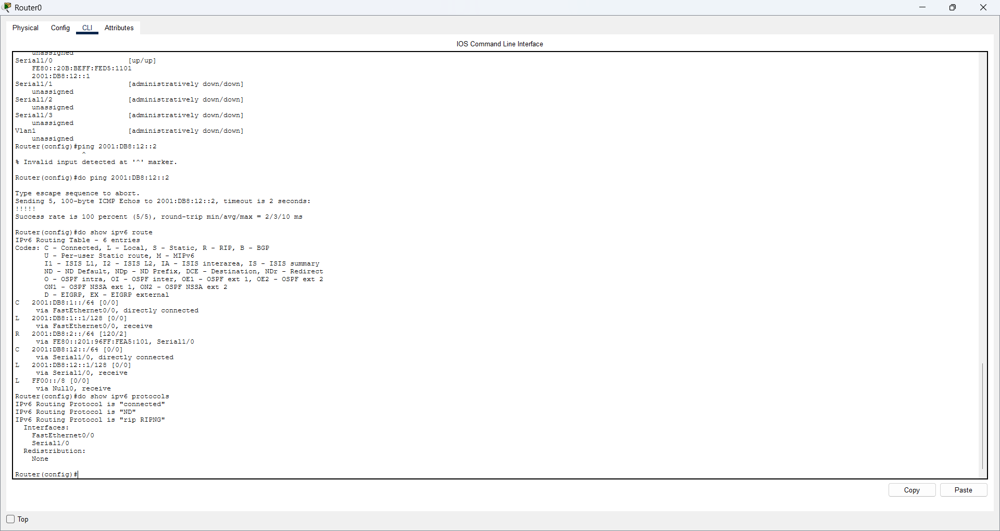 Router0
Physical Config CLI Attributes
IOS Command Line Interface
unassigned
Serial1/0 [up/up]
FE80::20B:BEFF:FED5:1101
2001:DB8:12::1
Serial1/1 [administratively down/down]
unassigned
Serial1/2 [administratively down/down]
unassigned
Serial1/3 [administratively down/down]
unassigned
Vlan1 [administratively down/down]
unassigned
Router(config)#ping 2001:DB8:12::2
^
% Invalid input detected at '^' marker.
Router(config)#do ping 2001:DB8:12::2
Type escape sequence to abort.
Sending 5, 100-byte ICMP Echos to 2001:DB8:12::2, timeout is 2 seconds:
!!!!!
Success rate is 100 percent (5/5), round-trip min/avg/max = 2/3/10 ms
Router(config)#do show ipv6 route
IPv6 Routing Table - 6 entries
Codes: C - Connected, L - Local, S - Static, R - RIP, B - BGP
U - Per-user Static route, M - MIPv6
I1 - ISIS L1, I2 - ISIS L2, IA - ISIS interarea, IS - ISIS summary
ND - ND Default, NDp - ND Prefix, DCE - Destination, NDr - Redirect
O - OSPF intra, OI - OSPF inter, OE1 - OSPF ext 1, OE2 - OSPF ext 2
ON1 - OSPF NSSA ext 1, ON2 - OSPF NSSA ext 2
D - EIGRP, EX - EIGRP external
C 2001:DB8:1::/64 [0/0]
via FastEthernet0/0, directly connected
L 2001:DB8:1::1/128 [0/0]
via FastEthernet0/0, receive
R 2001:DB8:2::/64 [120/2]
via FE80::201:96FF:FEA5:101, Serial1/0
C 2001:DB8:12::/64 [0/0]
via Serial1/0, directly connected
L 2001:DB8:12::1/128 [0/0]
via Serial1/0, receive
L FF00::/8 [0/0]
via Null0, receive
Router(config)#do show ipv6 protocols
IPv6 Routing Protocol is "connected"
IPv6 Routing Protocol is "ND"
IPv6 Routing Protocol is "rip RIPNG"
Interfaces:
FastEthernet0/0
Serial1/0
Redistribution:
None
Router(config)#
Copy Paste
Top